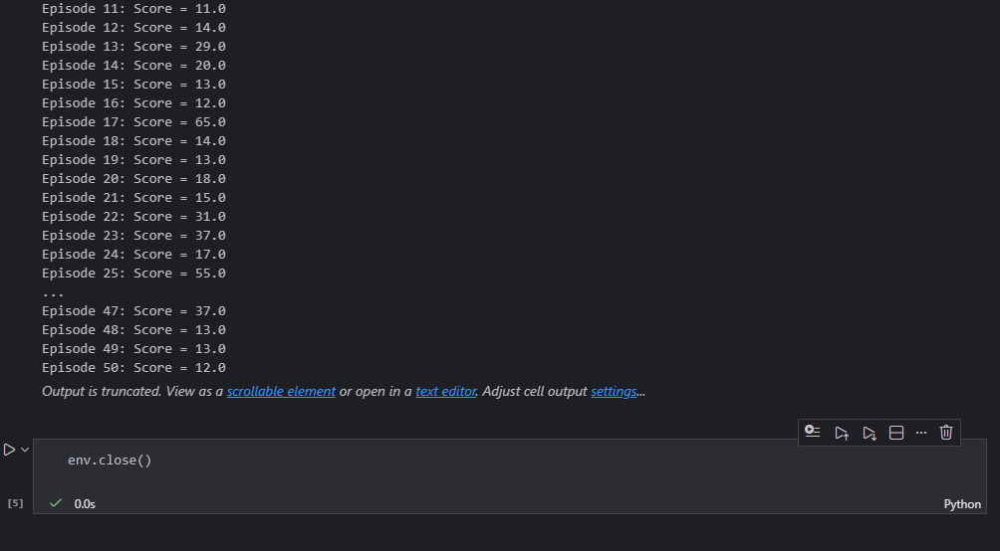 Episode 11: Score = 11.0
Episode 12: Score = 14.0
Episode 13: Score = 29.0
Episode 14: Score = 20.0
Episode 15: Score = 13.0
Episode 16: Score = 12.0
Episode 17: Score = 65.0
Episode 18: Score = 14.0
Episode 19: Score = 13.0
Episode 20: Score = 18.0
Episode 21: Score = 15.0
Episode 22: Score = 31.0
Episode 23: Score = 37.0
Episode 24: Score = 17.0
Episode 25: Score = 55.0
...
Episode 47: Score = 37.0
Episode 48: Score = 13.0
Episode 49: Score = 13.0
Episode 50: Score = 12.0
Output is truncated. View as a scrollable element or open in a text editor. Adjust cell output settings...
env.close()
[5] 0.0s Python